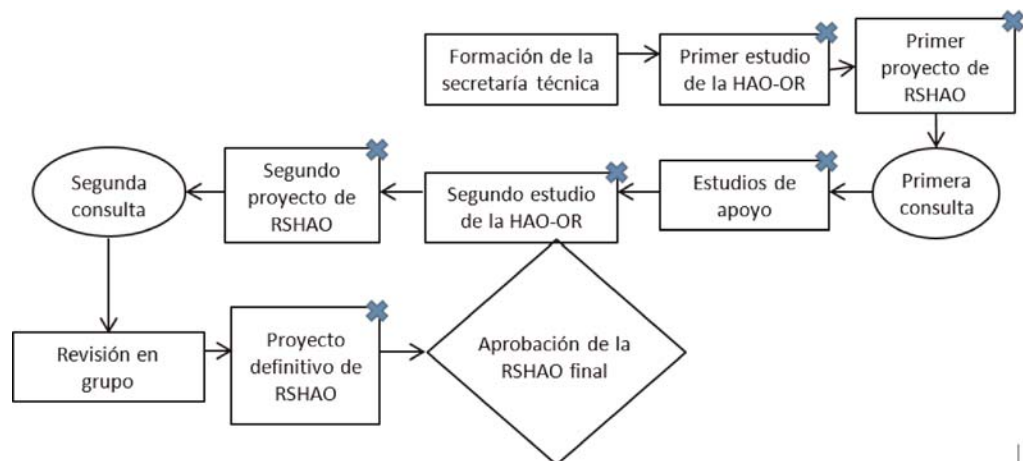 Formación de la
secretaría técnica
Primer estudio
de la HAO-OR
Primer
proyecto de
RSHAO
Primera
consulta
Estudios de
apoyo
Segundo estudio
de la HAO-OR
Segundo
proyecto de
RSHAO
Segunda
consulta
Revisión en
grupo
Proyecto
definitivo de
RSHAO
Aprobación de la
RSHAO final